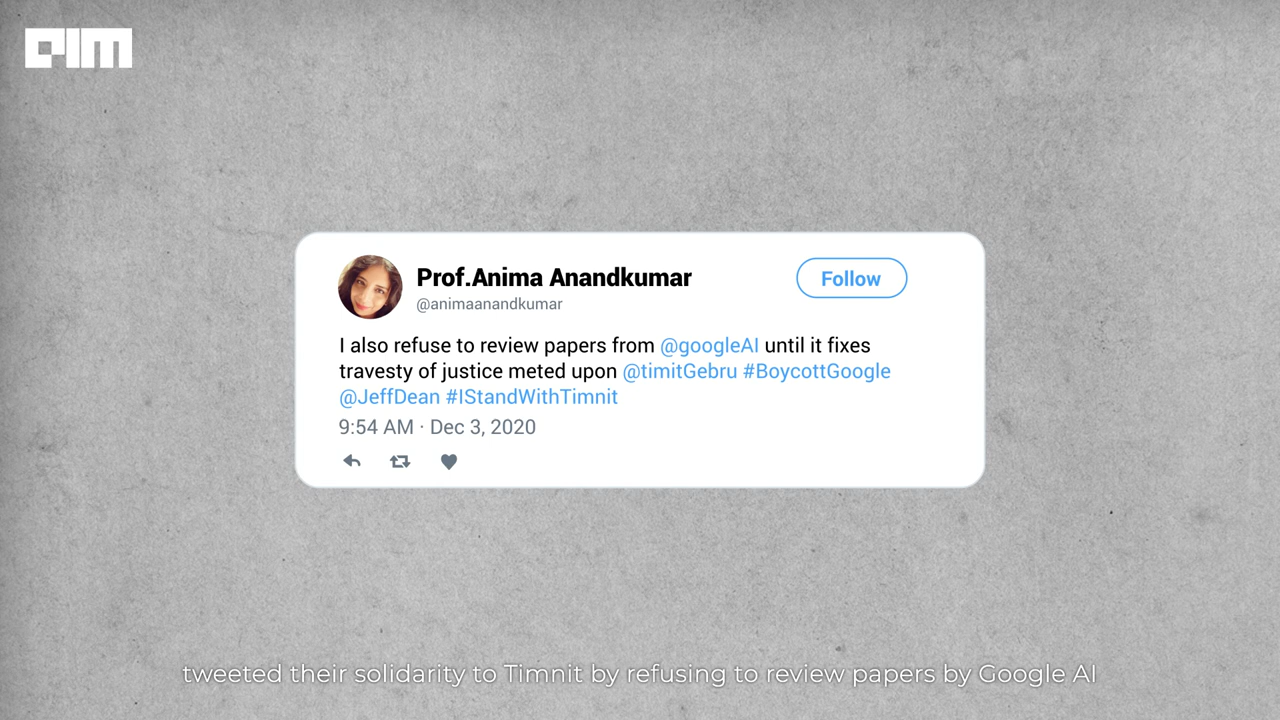 AIM
Prof.Anima Anandkumar
Follow
@animaanandkumar
I also refuse to review papers from @googleAI until it fixes
travesty of justice meted upon @timitGebru #BoycottGoogle
@JeffDean #IStandWithTimnit
9:54 AM · Dec 3, 2020
tweeted their solidarity to Timnit by refusing to review papers by Google AI